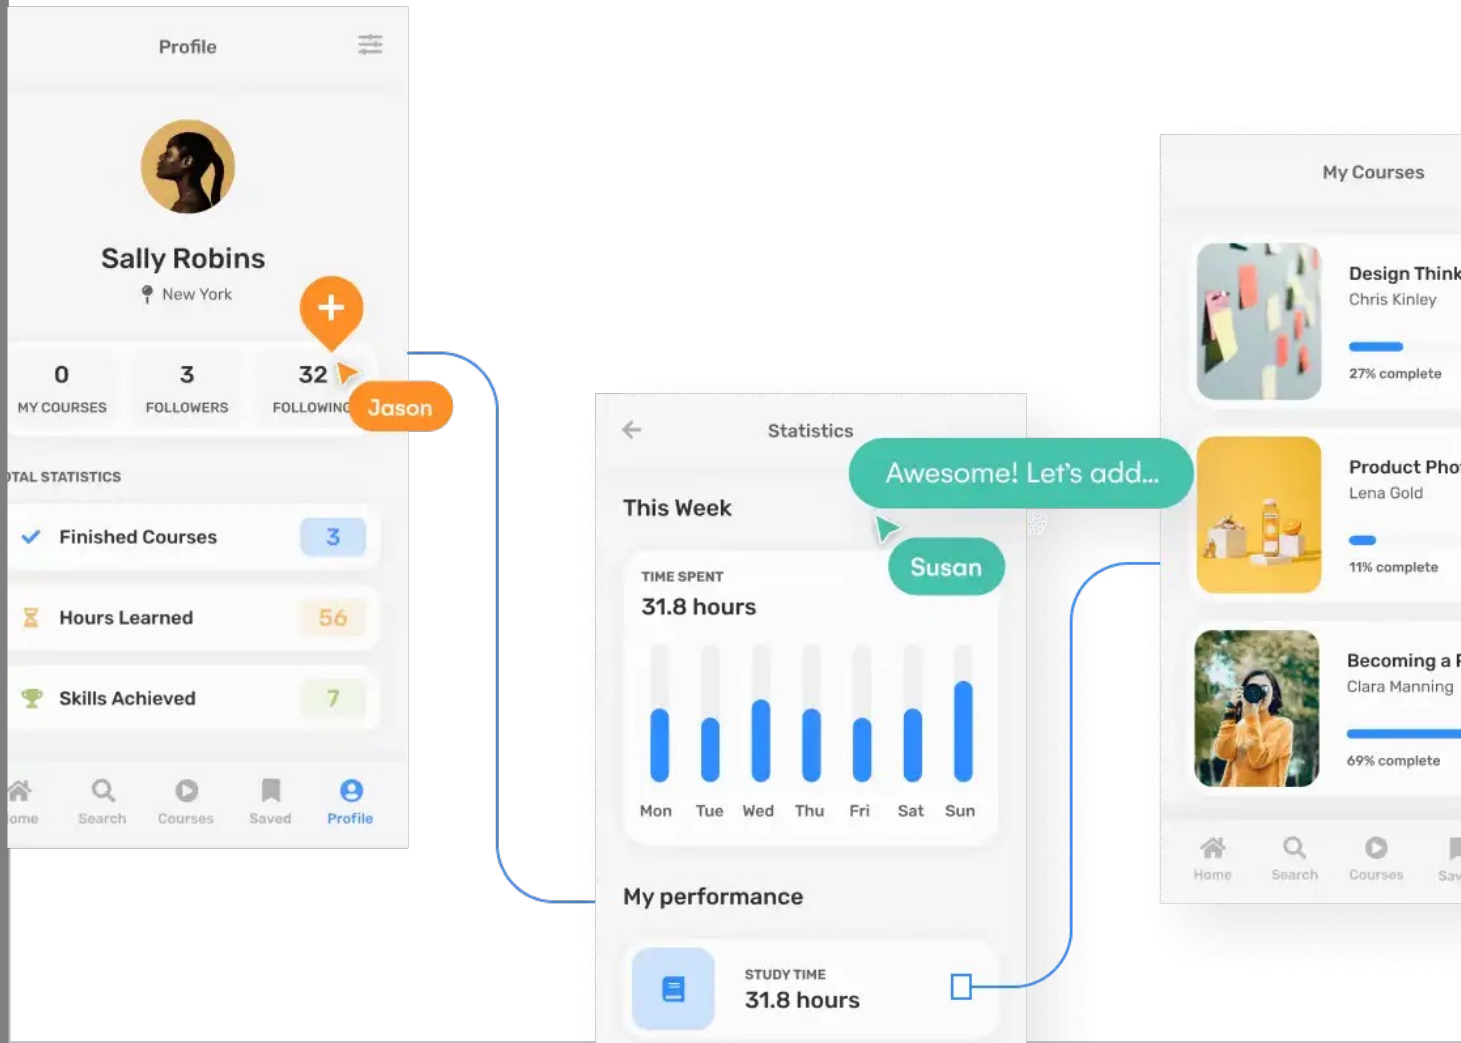 Profile
Sally Robins
New York
0
MY COURSES
3
FOLLOWERS
32
FOLLOWING
Jason
TOTAL STATISTICS
Finished Courses
3
Hours Learned
56
Skills Achieved
7
Home
Search
Courses
Saved
Profile
Statistics
Awesome! Let's add...
Susan
This Week
TIME SPENT
31.8 hours
Mon Tue Wed Thu Fri Sat Sun
My performance
STUDY TIME
31.8 hours
My Courses
Design Think
Chris Kinley
27% complete
Product Pho
Lena Gold
11% complete
Becoming a
Clara Manning
69% complete
Home
Search
Courses
Sav